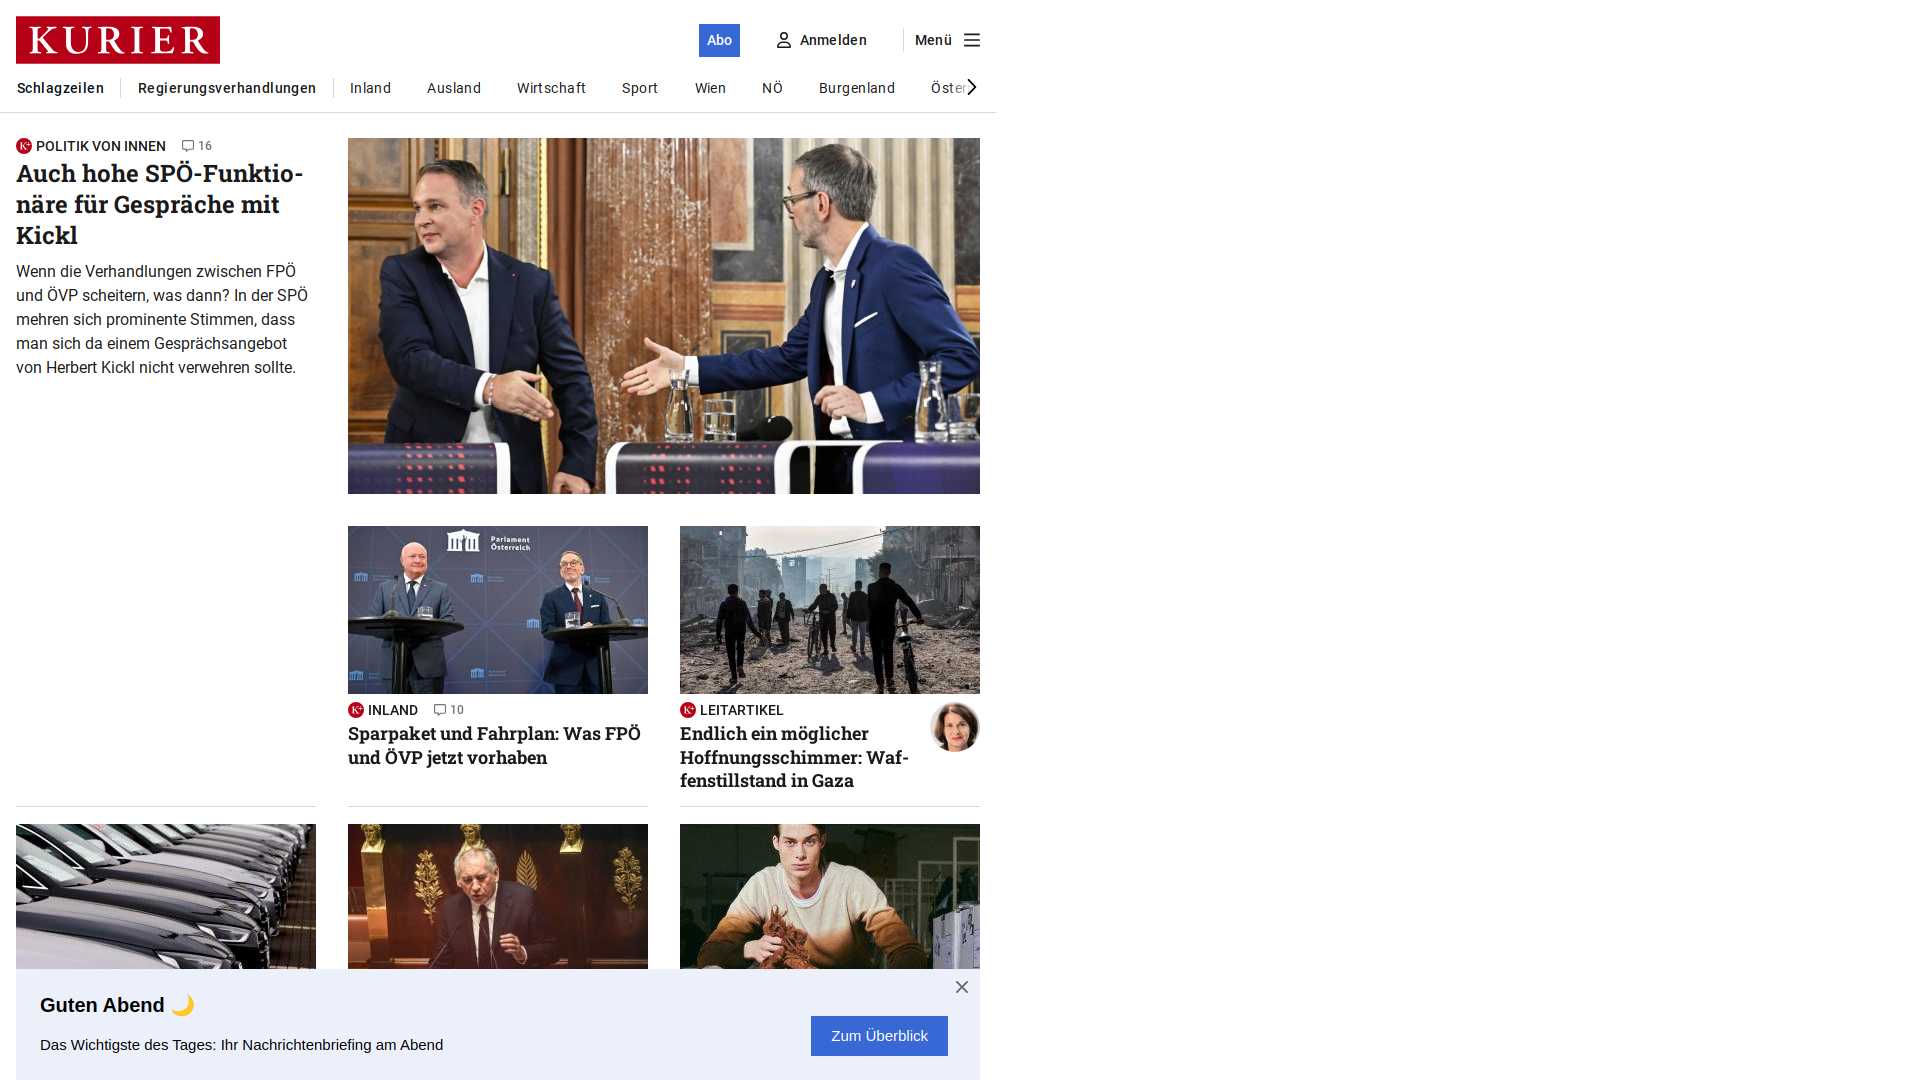 KURIER
Abo
Anmelden
Menü
Schlagzeilen
Regierungsverhandlungen
Inland
Ausland
Wirtschaft
Sport
Wien
NÖ
Burgenland
Öster
POLITIK VON INNEN
16
Auch hohe SPÖ-Funktio-
näre für Gespräche mit
Kickl
Wenn die Verhandlungen zwischen FPÖ
und ÖVP scheitern, was dann? In der SPÖ
mehren sich prominente Stimmen, dass
man sich da einem Gesprächsangebot
von Herbert Kickl nicht verwehren sollte.
Parlament
Österreich
INLAND
10
Sparpaket und Fahrplan: Was FPÖ
und ÖVP jetzt vorhaben
LEITARTIKEL
Endlich ein möglicher
Hoffnungsschimmer: Waf-
fenstillstand in Gaza
Guten Abend 🌙
Das Wichtigste des Tages: Ihr Nachrichtenbriefing am Abend
Zum Überblick